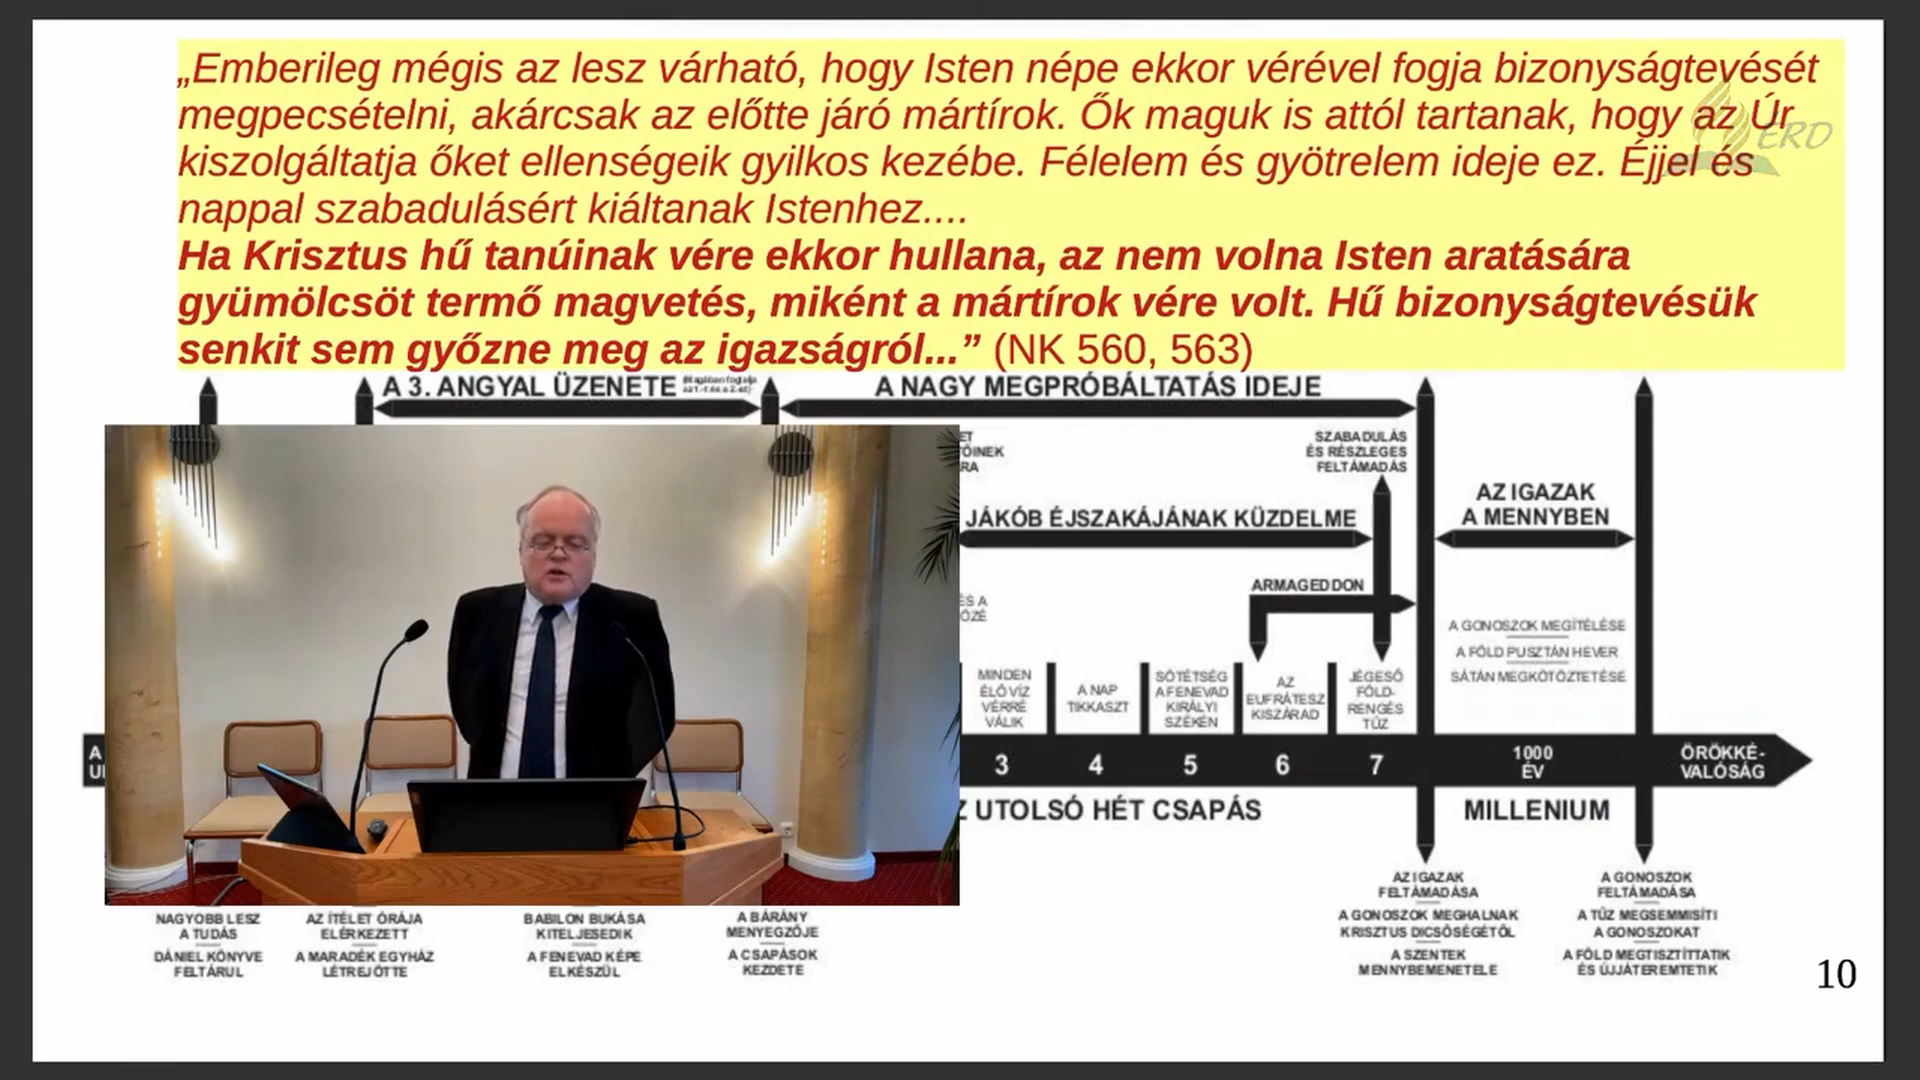 „Emberileg mégis az lesz várható, hogy Isten népe ekkor vérével fogja bizonyságtevését
megpecsételni, akárcsak az előtte járó mártírok. Ők maguk is attól tartanak, hogy az Úr
kiszolgáltatja őket ellenségeik gyilkos kezébe. Félelem és gyötrelem ideje ez. Éjjel és
nappal szabadulásért kiáltanak Istenhez....
Ha Krisztus hű tanúinak vére ekkor hullana, az nem volna Isten aratására
gyümölcsöt termő magvetés, miként a mártírok vére volt. Hű bizonyságtevésük
senkit sem győzne meg az igazságról...” (NK 560, 563)
ERD
A 3. ANGYAL ÜZENETE
A NAGY MEGPRÓBÁLTATÁS IDEJE
SZABADULÁS
ÉS RÉSZLEGES
FELTÁMADÁS
JÁKÓB ÉJSZAKÁJÁNAK KÜZDELME
AZ IGAZAK
A MENNYBEN
ARMAGEDDON
A GONOSZOK MEGÍTÉLÉSE
A FÖLD PUSZTÁN HEVER
SÁTÁN MEGKÖTÖZTETÉSE
MINDEN
ÉLŐ VÍZ
VÉRRÉ
VÁLIK
A NAP
TIKKASZT
SÖTÉTSÉG
A FENEVAD
KIRÁLYI
SZÉKÉN
AZ
EUFRÁTESZ
KISZÁRAD
JÉGESŐ
FÖLD-
RENGÉS
TŰZ
3
4
5
6
7
1000
ÉV
ÖRÖKKÉ-
VALÓSÁG
UTOLSÓ HÉT CSAPÁS
MILLENIUM
NAGYOBB LESZ
A TUDÁS
DÁNIEL KÖNYVE
FELTÁRUL
AZ ÍTÉLET ÓRÁJA
ELÉRKEZETT
A MARADÉK EGYHÁZ
LÉTREJÖTTE
BABILON BUKÁSA
KITELJESEDIK
A FENEVAD KÉPE
ELKÉSZÜL
A BÁRÁNY
MENYEGZŐJE
A CSAPÁSOK
KEZDETE
AZ IGAZAK
FELTÁMADÁSA
A GONOSZOK MEGHALNAK
KRISZTUS DICSŐSÉGÉTŐL
A SZENTEK
MENNYBEMENETELE
A GONOSZOK
FELTÁMADÁSA
A TŰZ MEGSEMMISÍTI
A GONOSZOKAT
A FÖLD MEGTISZTÍTTATIK
ÉS ÚJJÁTEREMTETIK
10